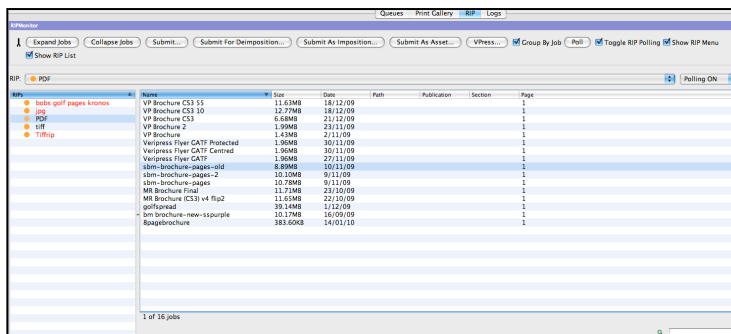 Queues Print Gallery RIP Logs
RIPMonitor
Expand Jobs Collapse Jobs Submit... Submit For Deimposition... Submit As Imposition... Submit As Asset... VPress... Group By Job Poll Toggle RIP Polling Show RIP Menu
Show RIP List
RIP: PDF Polling ON
RIPs Name Size Date Path Publication Section Page
bobs golf pages kronos VP Brochure CS3 55 11.63MB 18/12/09 1
jpg VP Brochure CS3 10 12.77MB 18/12/09 1
PDF VP Brochure CS3 6.68MB 21/12/09 1
tiff VP Brochure 2 1.99MB 23/11/09 1
Tiffrip VP Brochure 1.43MB 2/11/09 1
Veripress Flyer GATF Protected 1.96MB 30/11/09 1
Veripress Flyer GATF Centred 1.96MB 30/11/09 1
Veripress Flyer GATF 1.96MB 27/11/09 1
sbm-brochure-pages-old 8.89MB 10/11/09 1
sbm-brochure-pages-2 10.10MB 9/11/09 1
sbm-brochure-pages 10.78MB 9/11/09 1
MR Brochure Final 11.71MB 23/10/09 1
MR Brochure (CS3) v4 flip2 11.65MB 22/10/09 1
golfspread 39.14MB 1/12/09 1
bm brochure-new-sspurple 10.17MB 16/09/09 1
8pagebrochure 383.60KB 14/01/10 1
1 of 16 jobs